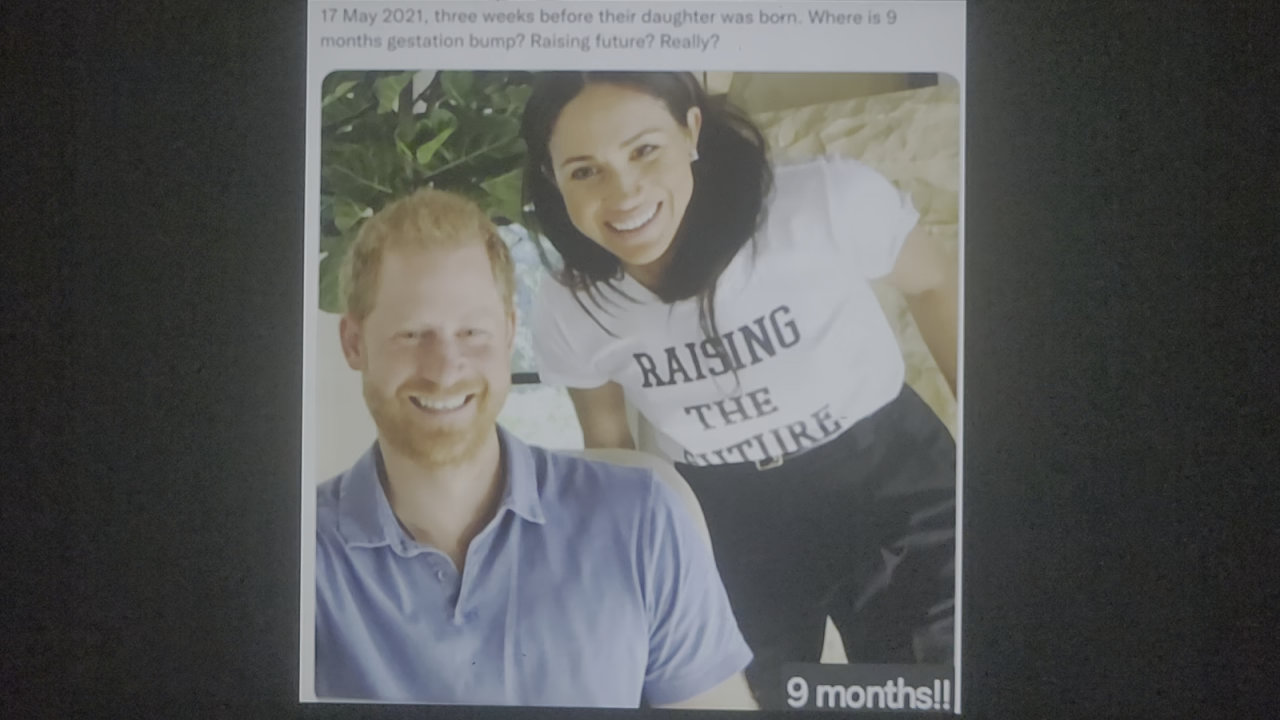 17 May 2021, three weeks before their daughter was born. Where is 9
months gestation bump? Raising future? Really?
RAISING
THE
FUTURE
9 months!!